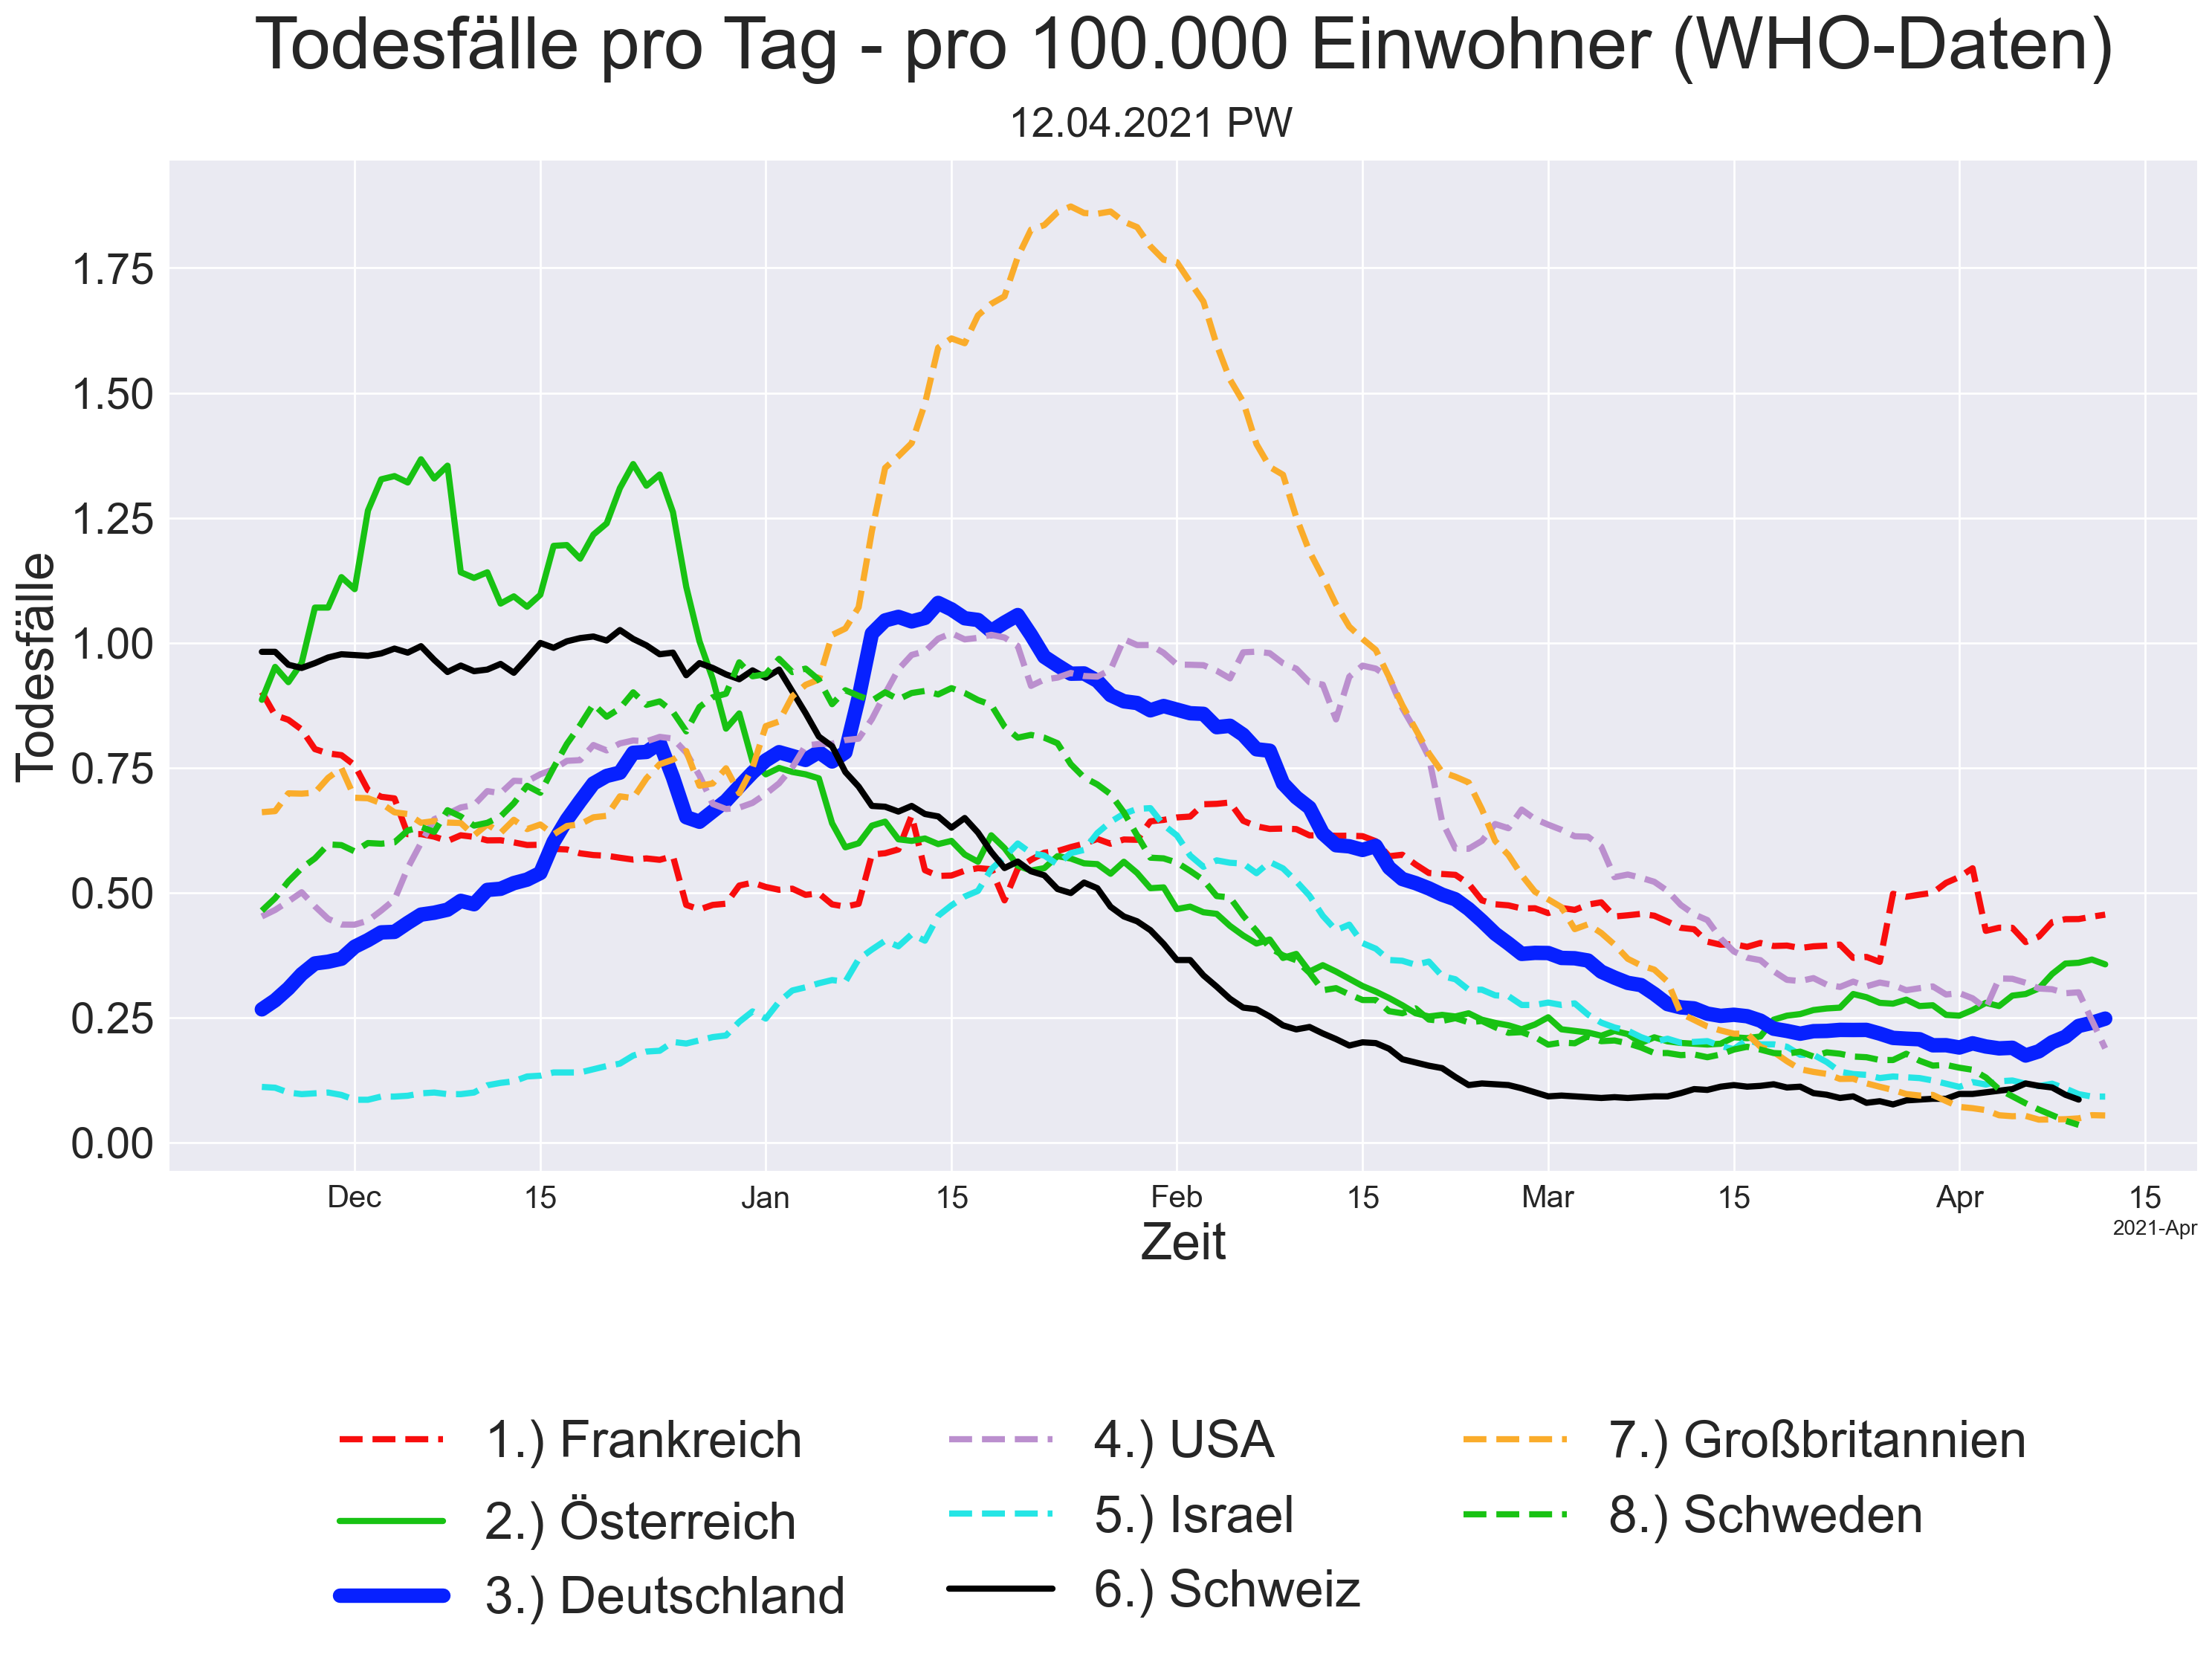 Todesfälle pro Tag - pro 100.000 Einwohner (WHO-Daten)
12.04.2021 PW
Todesfälle
1.75
1.50
1.25
1.00
0.75
0.50
0.25
0.00
Dec 15 Jan 15 Feb 15 Mar 15 Apr 15
2021-Apr
Zeit
1.) Frankreich
2.) Österreich
3.) Deutschland
4.) USA
5.) Israel
6.) Schweiz
7.) Großbritannien
8.) Schweden